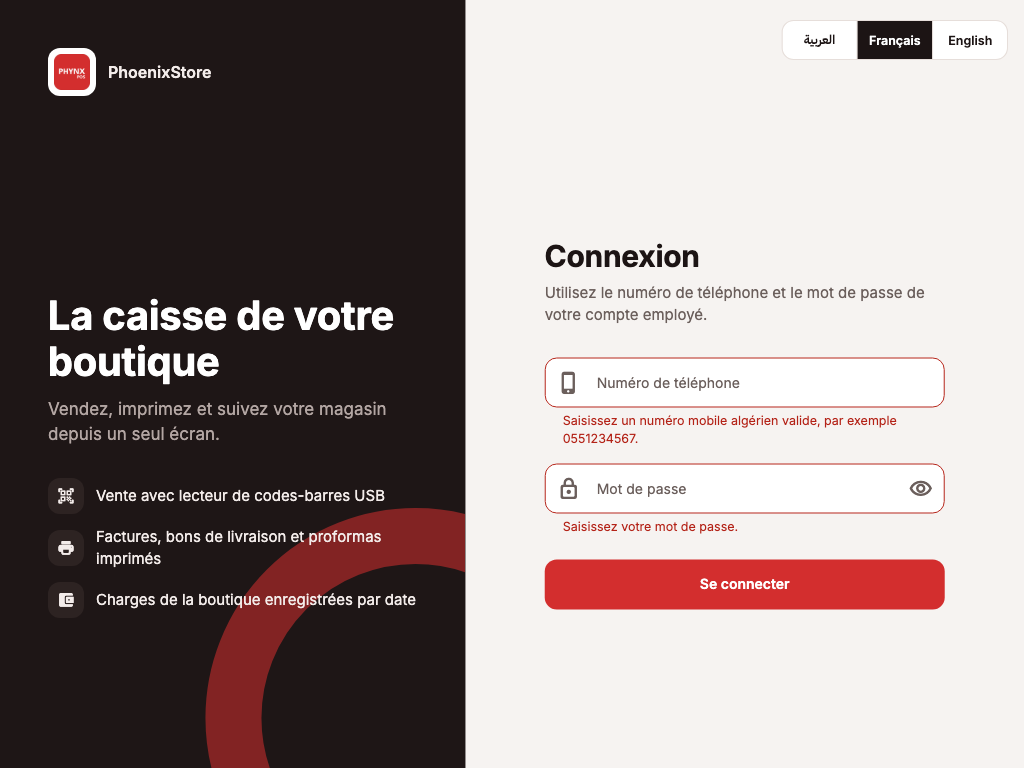 PHYNX
POS
PhoenixStore
العربية
Français
English
La caisse de votre
boutique
Vendez, imprimez et suivez votre magasin
depuis un seul écran.
Vente avec lecteur de codes-barres USB
Factures, bons de livraison et proformas
imprimés
Charges de la boutique enregistrées par date
Connexion
Utilisez le numéro de téléphone et le mot de passe de
votre compte employé.
Numéro de téléphone
Saisissez un numéro mobile algérien valide, par exemple
0551234567.
Mot de passe
Saisissez votre mot de passe.
Se connecter